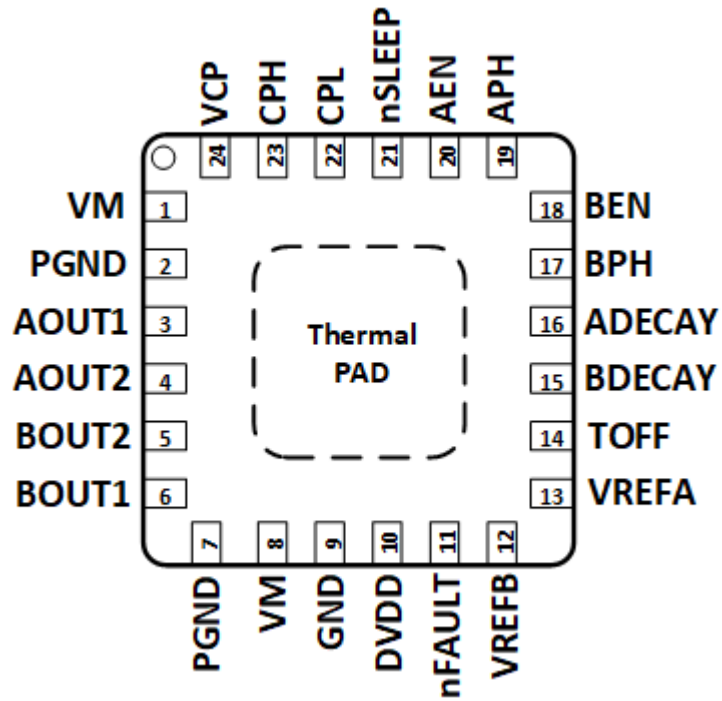 VCP
CPH
CPL
nSLEEP
AEN
APH
24
23
22
21
20
19
VM 1
PGND 2
AOUT1 3
AOUT2 4
BOUT2 5
BOUT1 6
Thermal
PAD
18 BEN
17 BPH
16 ADECAY
15 BDECAY
14 TOFF
13 VREFA
7
8
9
10
11
12
PGND
VM
GND
DVDD
nFAULT
VREFB